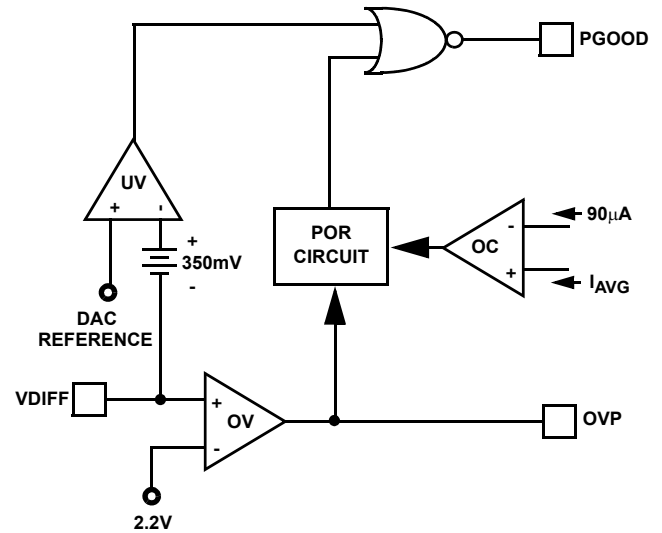 PGOOD
UV
+
-
+
350mV
-
DAC
REFERENCE
POR
CIRCUIT
OC
-
+
90µA
IAVG
VDIFF
+
OV
-
OVP
2.2V